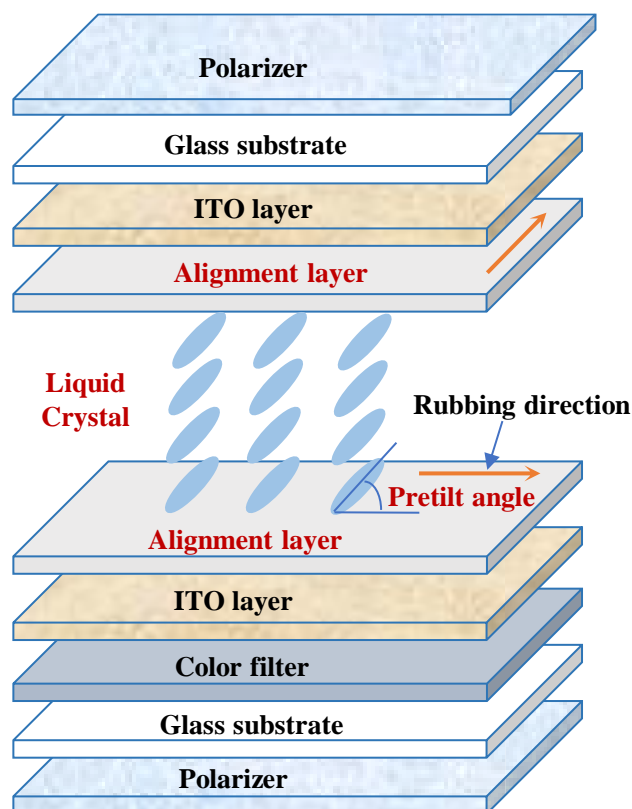 Polarizer
Glass substrate
ITO layer
Alignment layer
Liquid
Crystal
Rubbing direction
Pretilt angle
Alignment layer
ITO layer
Color filter
Glass substrate
Polarizer